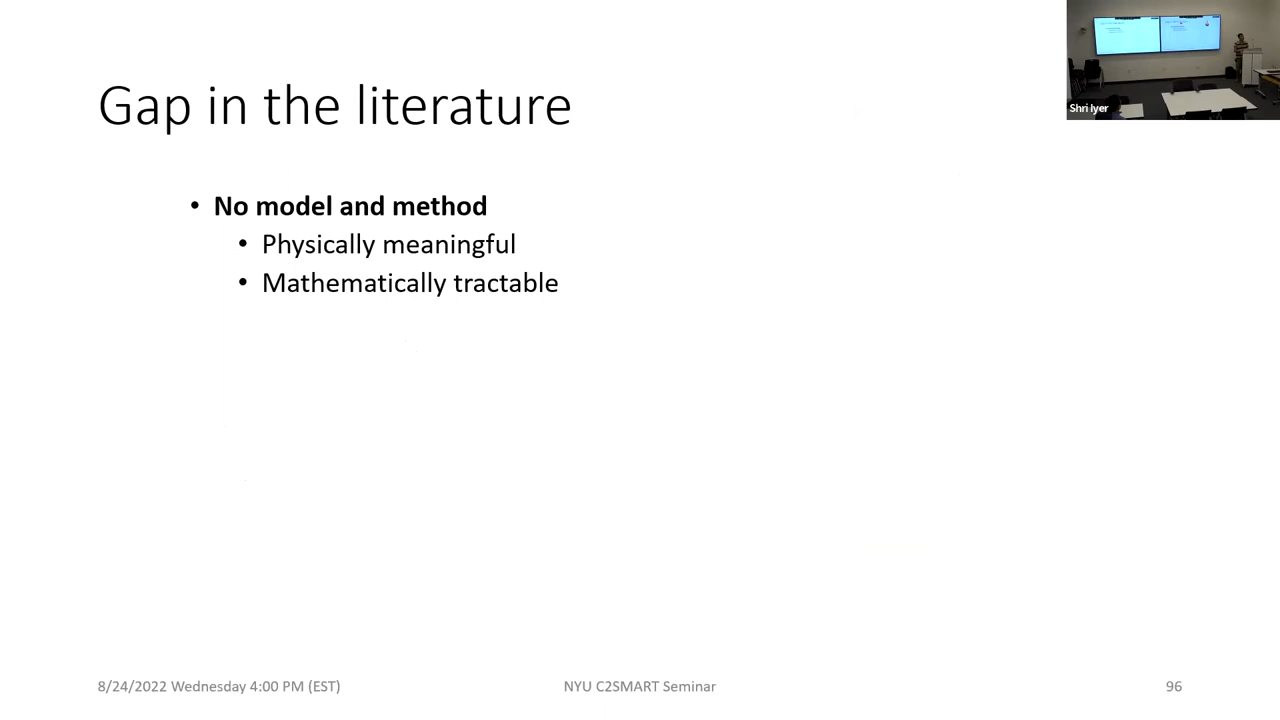 Gap in the literature
Shri Iyer
• No model and method
• Physically meaningful
• Mathematically tractable
8/24/2022 Wednesday 4:00 PM (EST)
NYU C2SMART Seminar
96